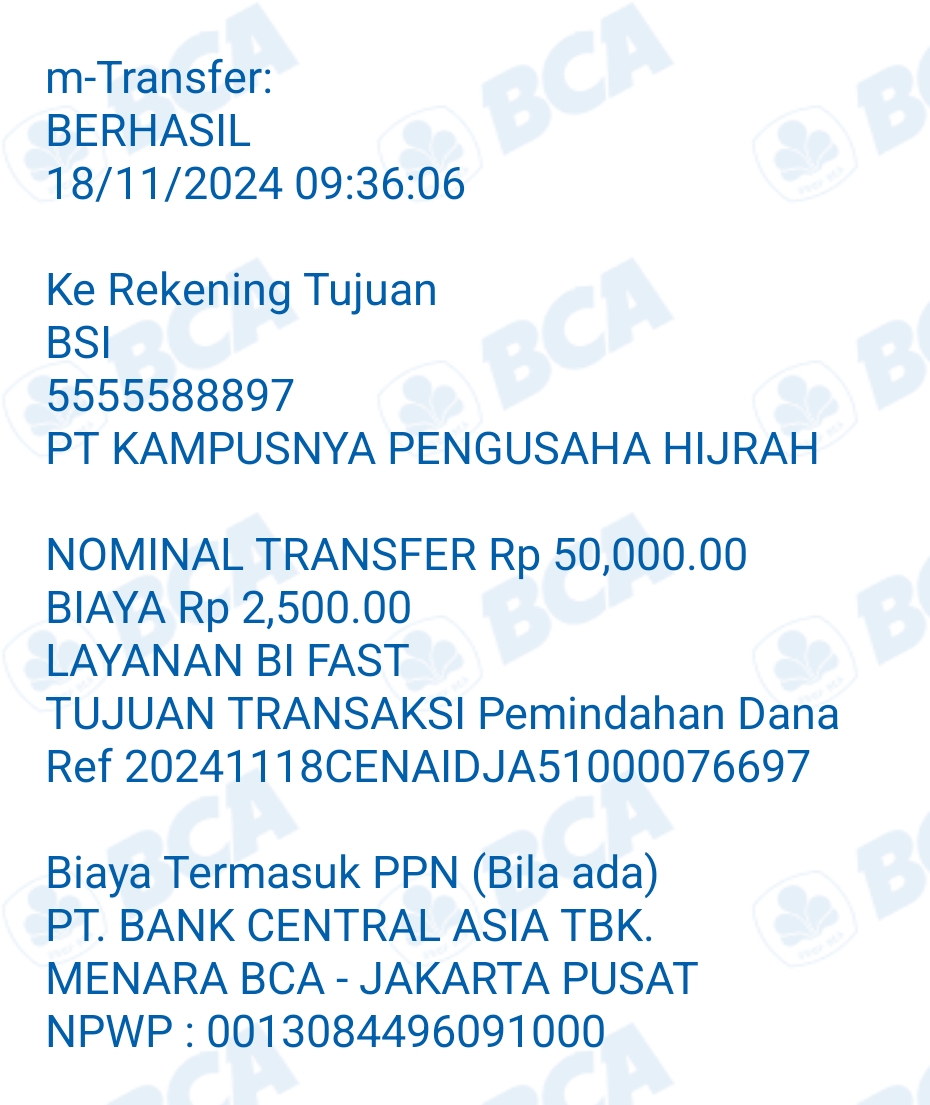 m-Transfer:
BERHASIL
18/11/2024 09:36:06
Ke Rekening Tujuan
BSI
5555588897
PT KAMPUSNYA PENGUSAHA HIJRAH
NOMINAL TRANSFER Rp 50,000.00
BIAYA Rp 2,500.00
LAYANAN BI FAST
TUJUAN TRANSAKSI Pemindahan Dana
Ref 20241118CENAIDJA51000076697
Biaya Termasuk PPN (Bila ada)
PT. BANK CENTRAL ASIA TBK.
MENARA BCA - JAKARTA PUSAT
NPWP : 0013084496091000